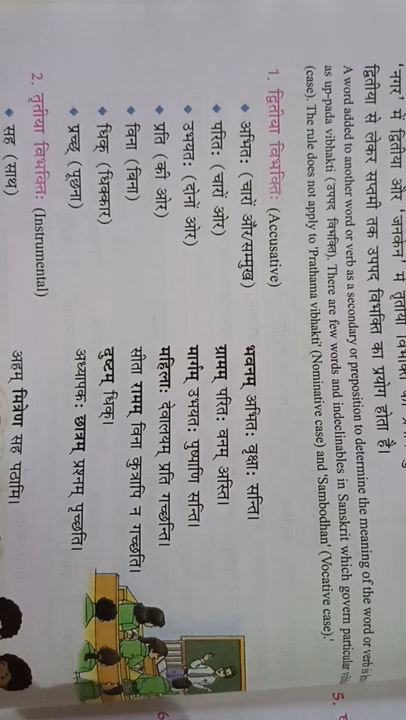 'नगर' में द्वितीया और 'जनकेन' में तृतीया विभक्ति
द्वितीया से लेकर सप्तमी तक उपपद विभक्ति का प्रयोग होता है।
A word added to another word or verb as a secondary or preposition to determine the meaning of the word or verb is
as up-pada vibhakti (उपपद विभक्ति). There are few words and indeclinables in Sanskrit which govern particular
(case). The rule does not apply to 'Prathama vibhakti' (Nominative case) and 'Sambodhan' (Vocative case).'
5.
1. द्वितीया विभक्तिः (Accusative)
◆ अभितः (चारों और/सम्मुख) भवनम् अभितः वृक्षाः सन्ति।
◆ परितः (चारों ओर) ग्रामम् परितः वनम् अस्ति।
◆ उभयतः (दोनों ओर) मार्गम् उभयतः पुष्पाणि सन्ति।
◆ प्रति (की ओर) महिलाः देवालयम् प्रति गच्छन्ति।
6
◆ विना (बिना) सीता रामम् विना कुत्रापि न गच्छति।
◆ धिक् (धिक्कार) दुष्टम् धिक्।
◆ प्रच्छ् (पूछना) अध्यापकः छात्रम् प्रश्नम् पृच्छति।
2. तृतीया विभक्तिः (Instrumental)
◆ सह (साथ) अहम् मित्रेण सह पठामि।